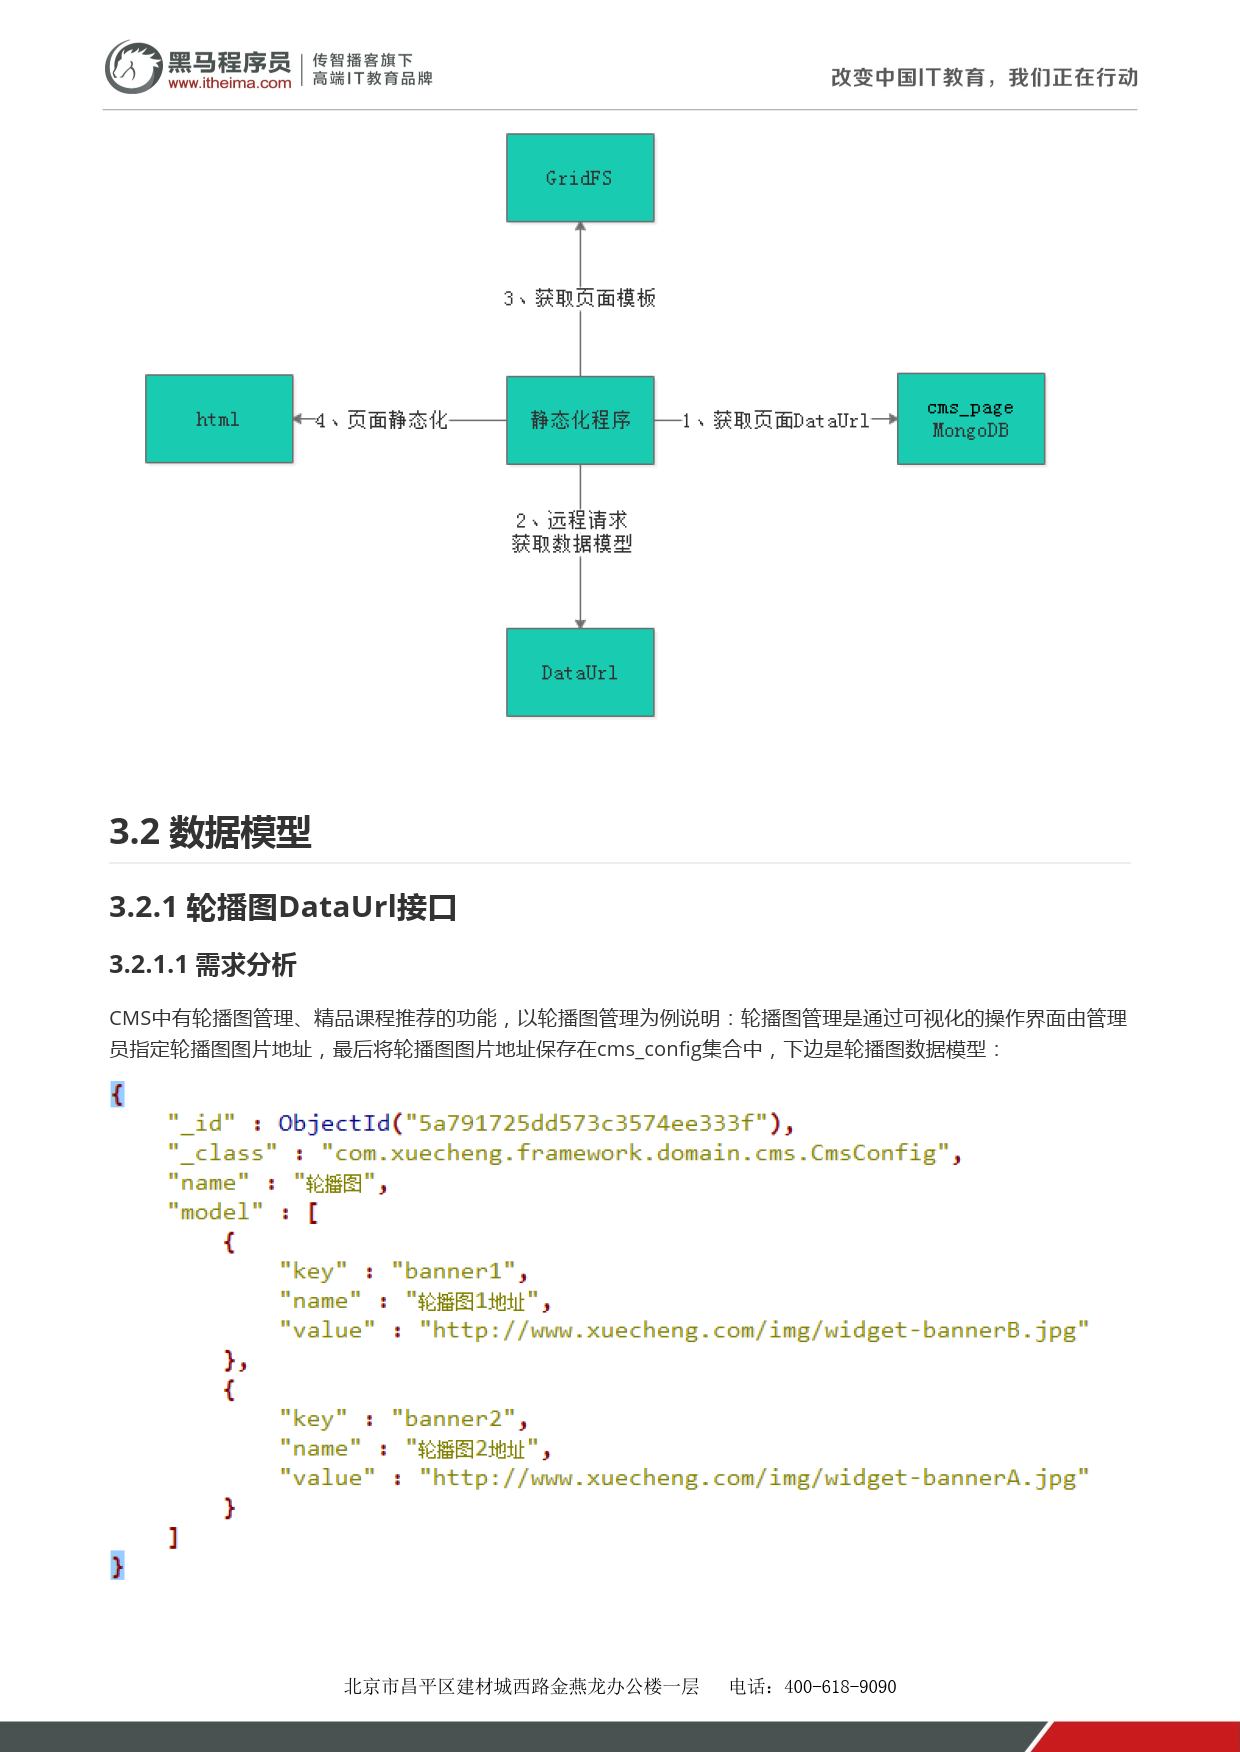 黑马程序员
www.itheima.com
传智播客旗下
高端IT教育品牌
改变中国IT教育，我们正在行动
GridFS
3、获取页面模板
html
4、页面静态化
静态化程序
1、获取页面DataUrl
cms_page
MongoDB
2、远程请求
获取数据模型
DataUrl
3.2 数据模型
3.2.1 轮播图DataUrl接口
3.2.1.1 需求分析
CMS中有轮播图管理、精品课程推荐的功能，以轮播图管理为例说明：轮播图管理是通过可视化的操作界面由管理
员指定轮播图图片地址，最后将轮播图图片地址保存在cms_config集合中，下边是轮播图数据模型：
{
"_id" : ObjectId("5a791725dd573c3574ee333f"),
"_class" : "com.xuecheng.framework.domain.cms.CmsConfig",
"name" : "轮播图",
"model" : [
{
"key" : "banner1",
"name" : "轮播图1地址",
"value" : "http://www.xuecheng.com/img/widget-bannerB.jpg"
},
{
"key" : "banner2",
"name" : "轮播图2地址",
"value" : "http://www.xuecheng.com/img/widget-bannerA.jpg"
}
]
}
北京市昌平区建材城西路金燕龙办公楼一层 电话：400-618-9090